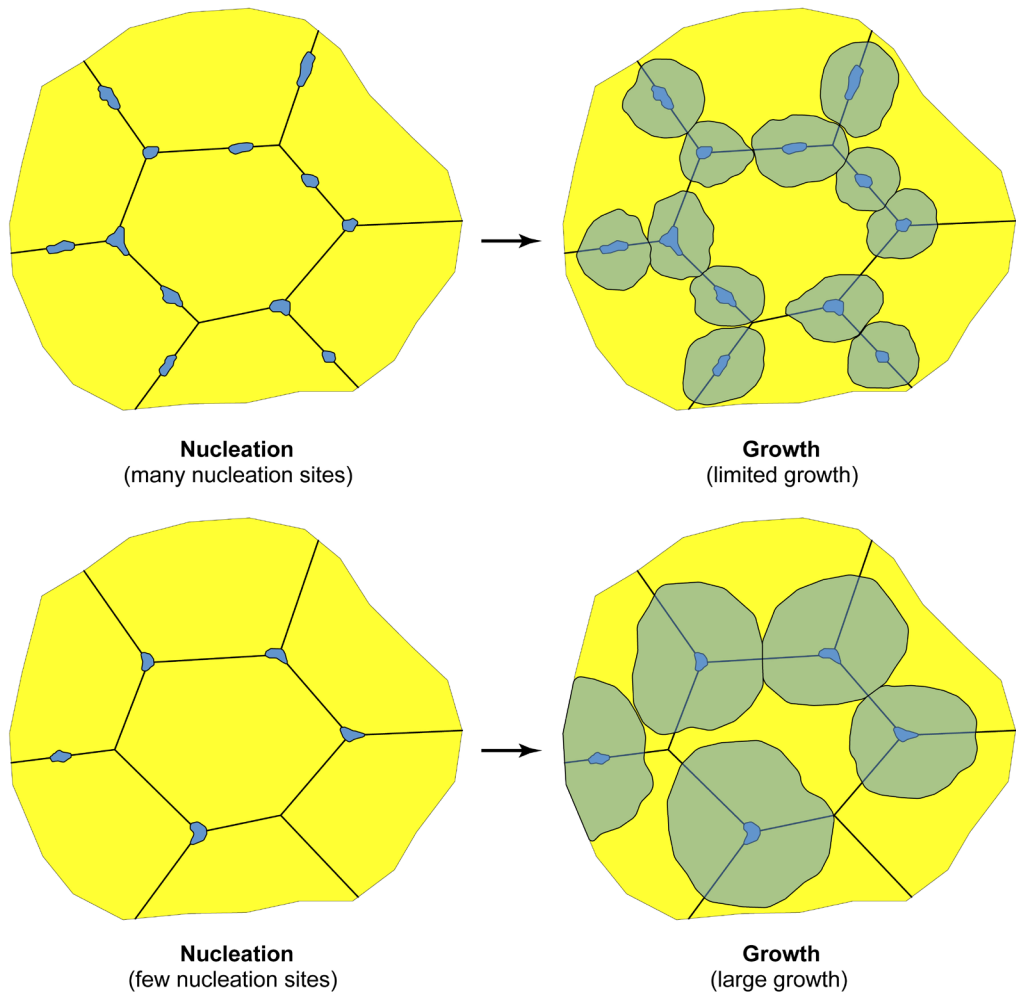 Nucleation
(many nucleation sites)
Growth
(limited growth)
Nucleation
(few nucleation sites)
Growth
(large growth)